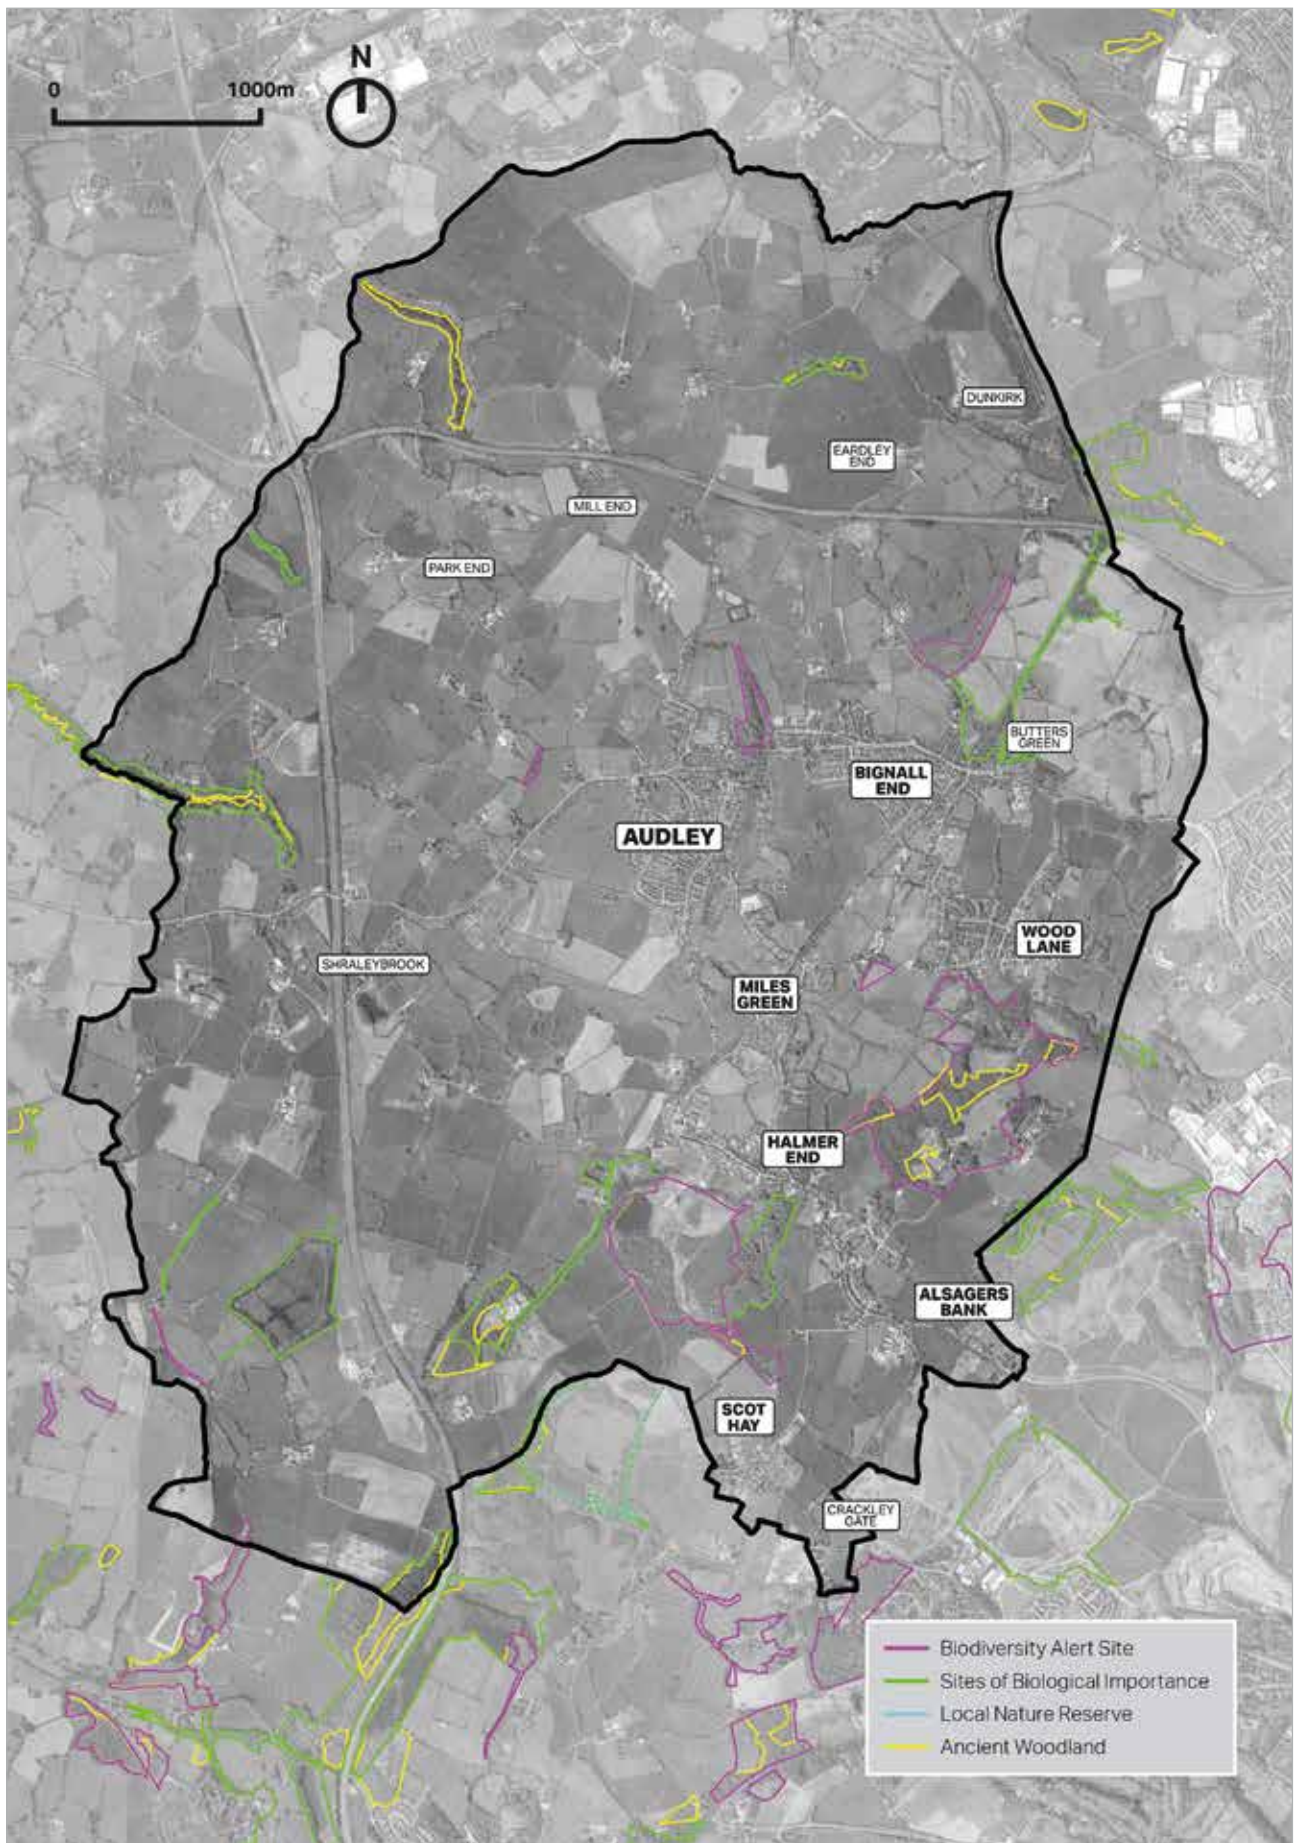 N
0 1000m
DUNKIRK
EARDLEY
END
MILL END
PARK END
BUTTERS
GREEN
BIGNALL
END
AUDLEY
WOOD
LANE
SHRALEYBROOK
MILES
GREEN
HALMER
END
ALSAGERS
BANK
SCOT
HAY
CRACKLEY
GATE
Biodiversity Alert Site
Sites of Biological Importance
Local Nature Reserve
Ancient Woodland